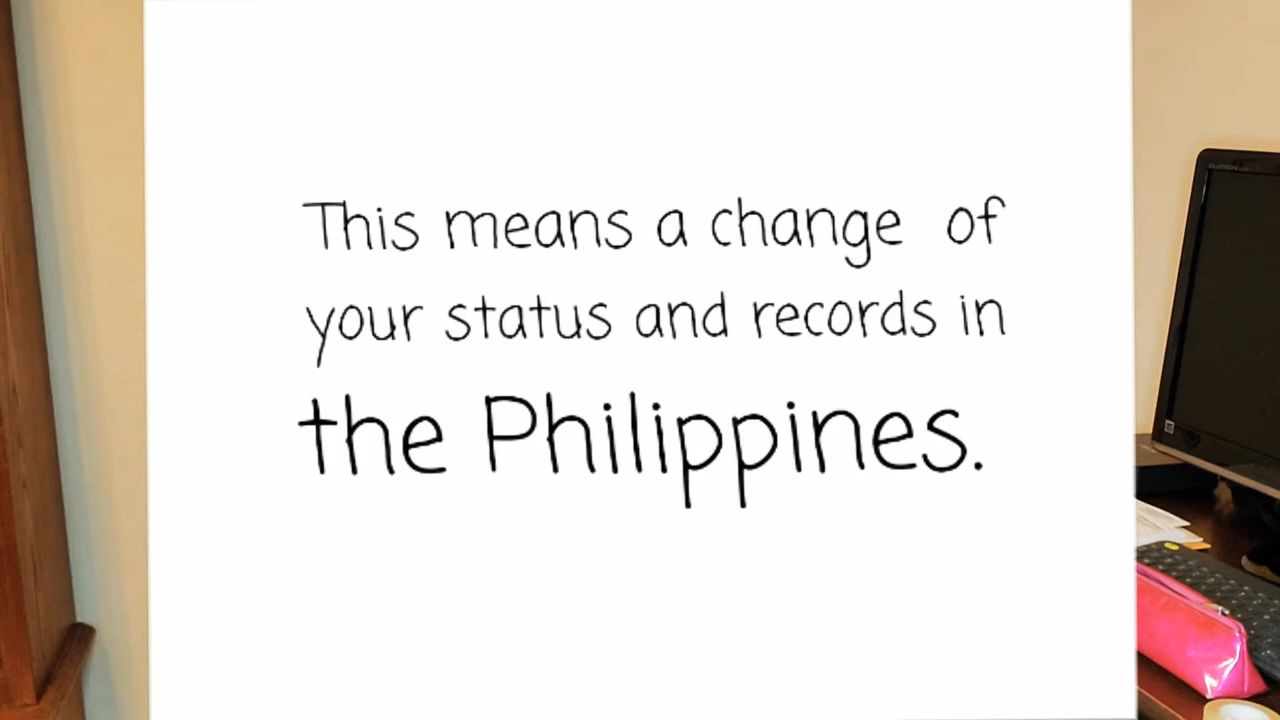 This means a change of
your status and records in
the Philippines.